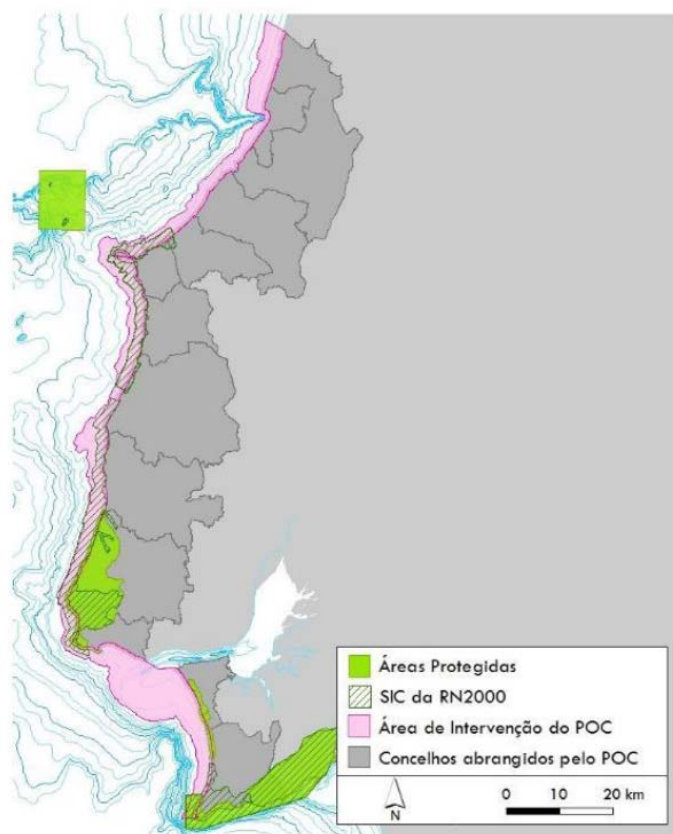 Áreas Protegidas
SIC da RN2000
Área de Intervenção do POC
Concelhos abrangidos pelo POC
N
0 10 20 km